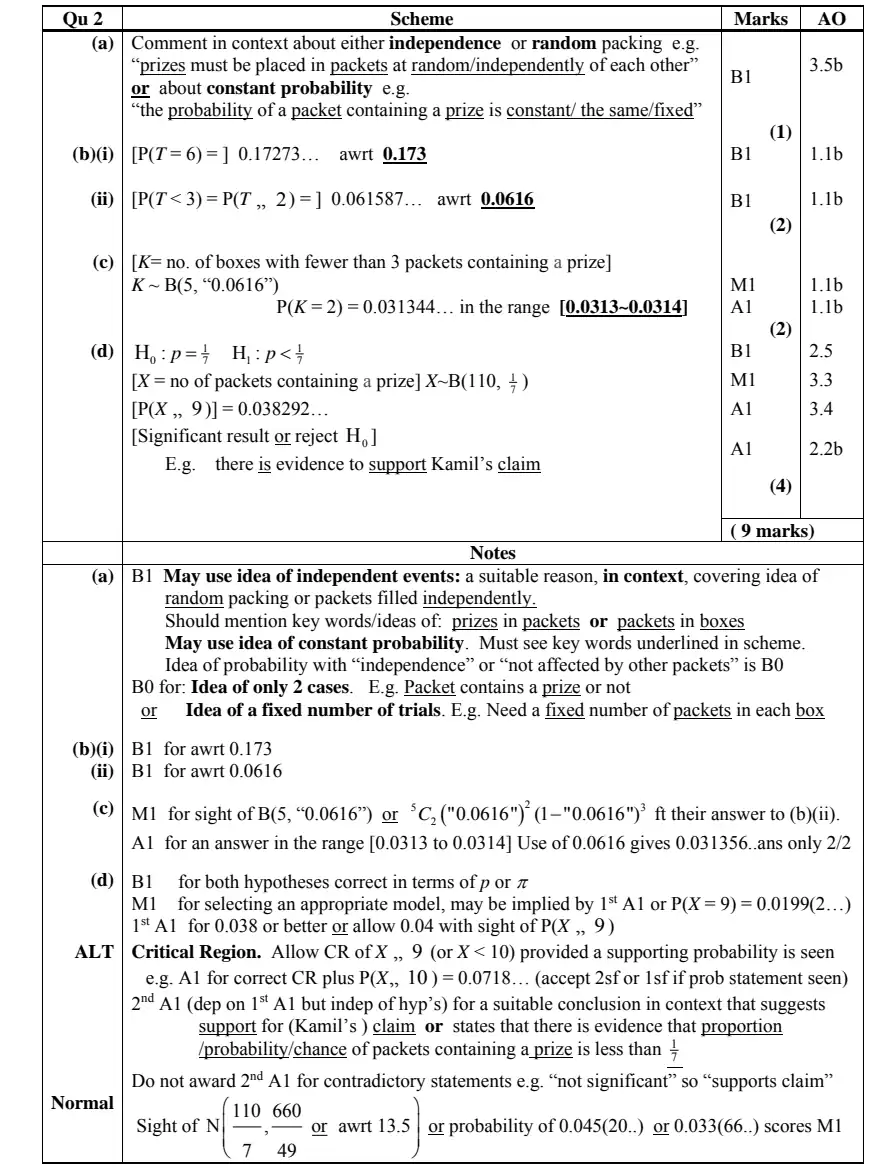 Qu 2 Scheme Marks AO
(a) Comment in context about either independence or random packing e.g.
“prizes must be placed in packets at random/independently of each other” B1 3.5b
or about constant probability e.g.
“the probability of a packet containing a prize is constant/ the same/fixed”
(1)
(b)(i) [P(T = 6) = ] 0.17273… awrt 0.173 B1 1.1b
(ii) [P(T < 3) = P(T ,, 2) = ] 0.061587… awrt 0.0616 B1 1.1b
(2)
(c) [K= no. of boxes with fewer than 3 packets containing a prize]
K ~ B(5, “0.0616”) M1 1.1b
P(K = 2) = 0.031344… in the range [0.0313~0.0314] A1 1.1b
(2)
(d) H₀ : p = 1/7 H₁ : p < 1/7 B1 2.5
[X = no of packets containing a prize] X~B(110, 1/7) M1 3.3
[P(X ,, 9)] = 0.038292… A1 3.4
[Significant result or reject H₀]
E.g. there is evidence to support Kamil’s claim A1 2.2b
(4)
( 9 marks)
Notes
(a) B1 May use idea of independent events: a suitable reason, in context, covering idea of
random packing or packets filled independently.
Should mention key words/ideas of: prizes in packets or packets in boxes
May use idea of constant probability. Must see key words underlined in scheme.
Idea of probability with “independence” or “not affected by other packets” is B0
B0 for: Idea of only 2 cases. E.g. Packet contains a prize or not
or Idea of a fixed number of trials. E.g. Need a fixed number of packets in each box
(b)(i) B1 for awrt 0.173
(ii) B1 for awrt 0.0616
(c) M1 for sight of B(5, “0.0616”) or ⁵C₂("0.0616")²(1−"0.0616")³ ft their answer to (b)(ii).
A1 for an answer in the range [0.0313 to 0.0314] Use of 0.0616 gives 0.031356..ans only 2/2
(d) B1 for both hypotheses correct in terms of p or π
M1 for selecting an appropriate model, may be implied by 1st A1 or P(X = 9) = 0.0199(2…)
1st A1 for 0.038 or better or allow 0.04 with sight of P(X ,, 9)
ALT Critical Region. Allow CR of X ,, 9 (or X < 10) provided a supporting probability is seen
e.g. A1 for correct CR plus P(X,, 10) = 0.0718… (accept 2sf or 1sf if prob statement seen)
2nd A1 (dep on 1st A1 but indep of hyp’s) for a suitable conclusion in context that suggests
support for (Kamil’s ) claim or states that there is evidence that proportion
/probability/chance of packets containing a prize is less than 1/7
Do not award 2nd A1 for contradictory statements e.g. “not significant” so “supports claim”
Normal Sight of N(110/7, 660/49 or awrt 13.5) or probability of 0.045(20..) or 0.033(66..) scores M1